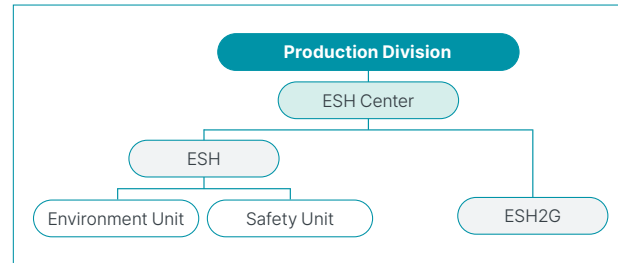 Production Division
ESH Center
ESH
Environment Unit
Safety Unit
ESH2G